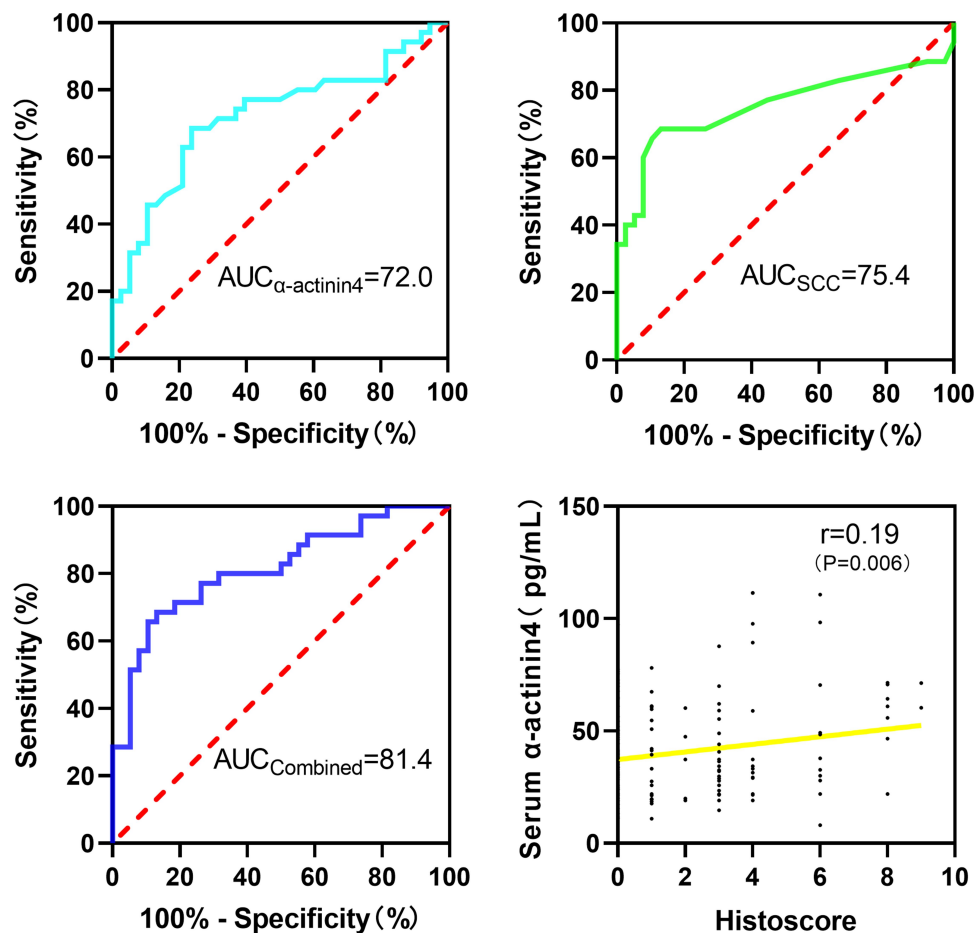 Sensitivity (%)
100
80
60
40
20
0
AUCα-actinin4=72.0
0 20 40 60 80 100
100% - Specificity (%)
Sensitivity (%)
100
80
60
40
20
0
AUCSCC=75.4
0 20 40 60 80 100
100% - Specificity (%)
Sensitivity (%)
100
80
60
40
20
0
AUCCombined=81.4
0 20 40 60 80 100
100% - Specificity (%)
Serum α-actinin4( pg/mL)
150
100
50
0
r=0.19
(P=0.006)
0 2 4 6 8 10
Histoscore